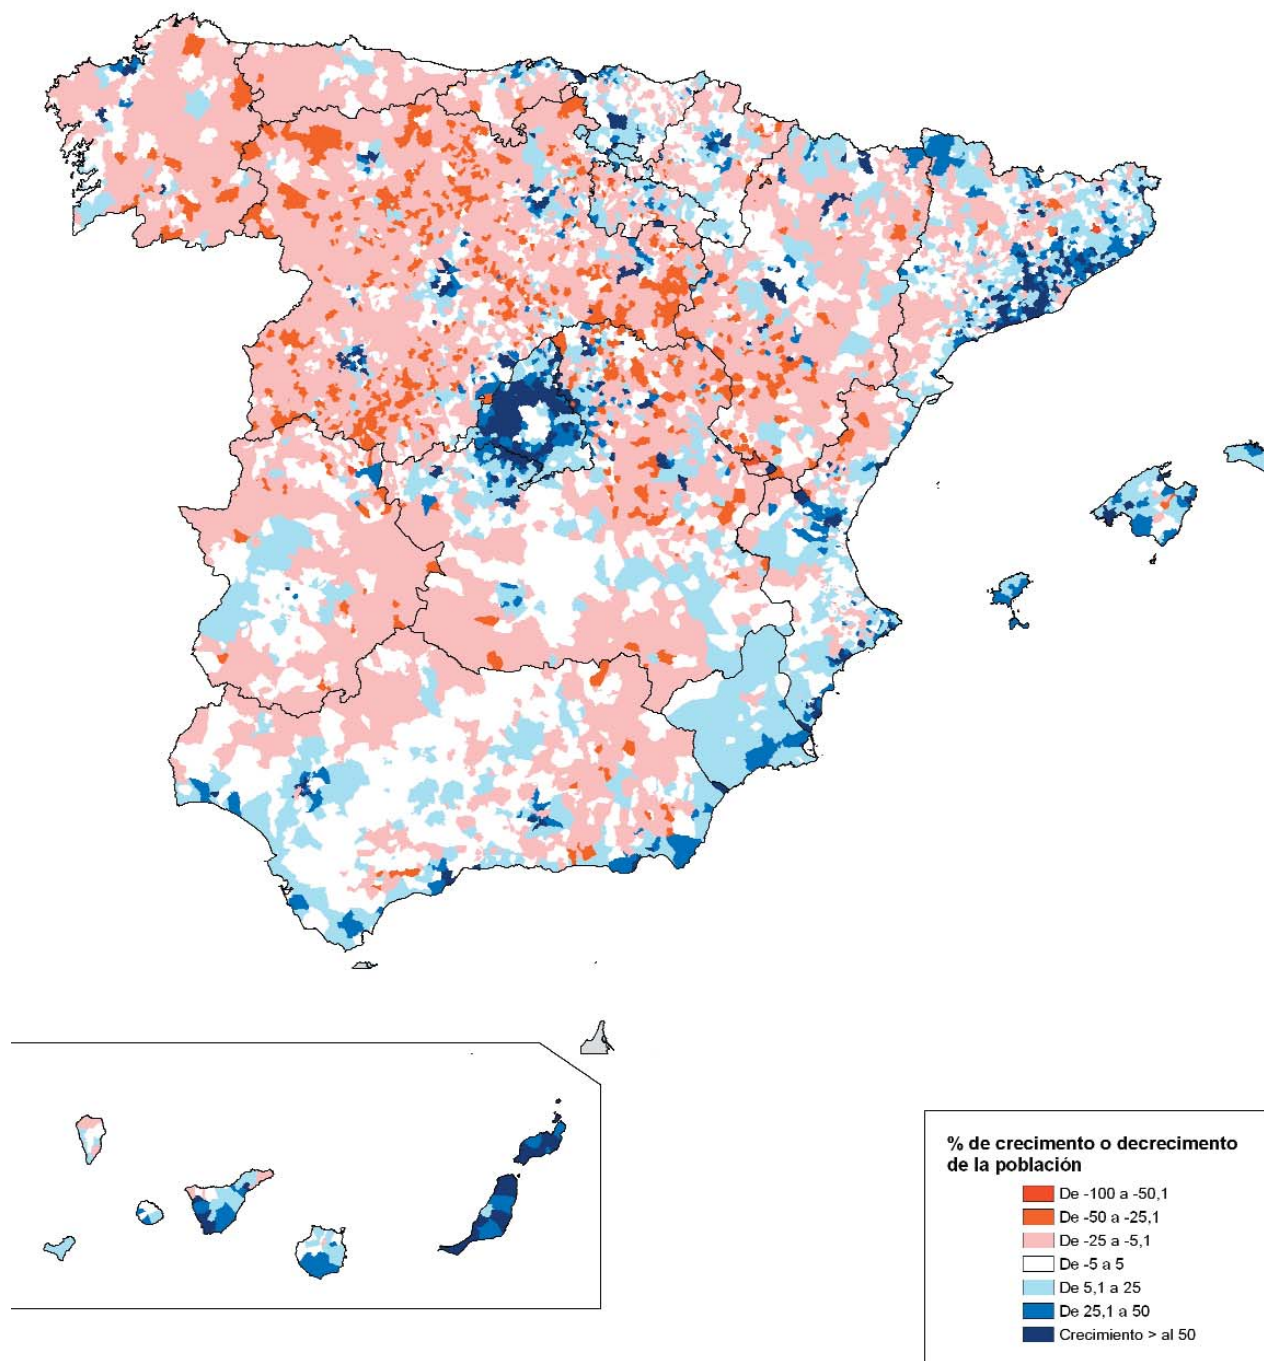 % de crecimento o decrecimento
de la población
De -100 a -50,1
De -50 a -25,1
De -25 a -5,1
De -5 a 5
De 5,1 a 25
De 25,1 a 50
Crecimiento > al 50